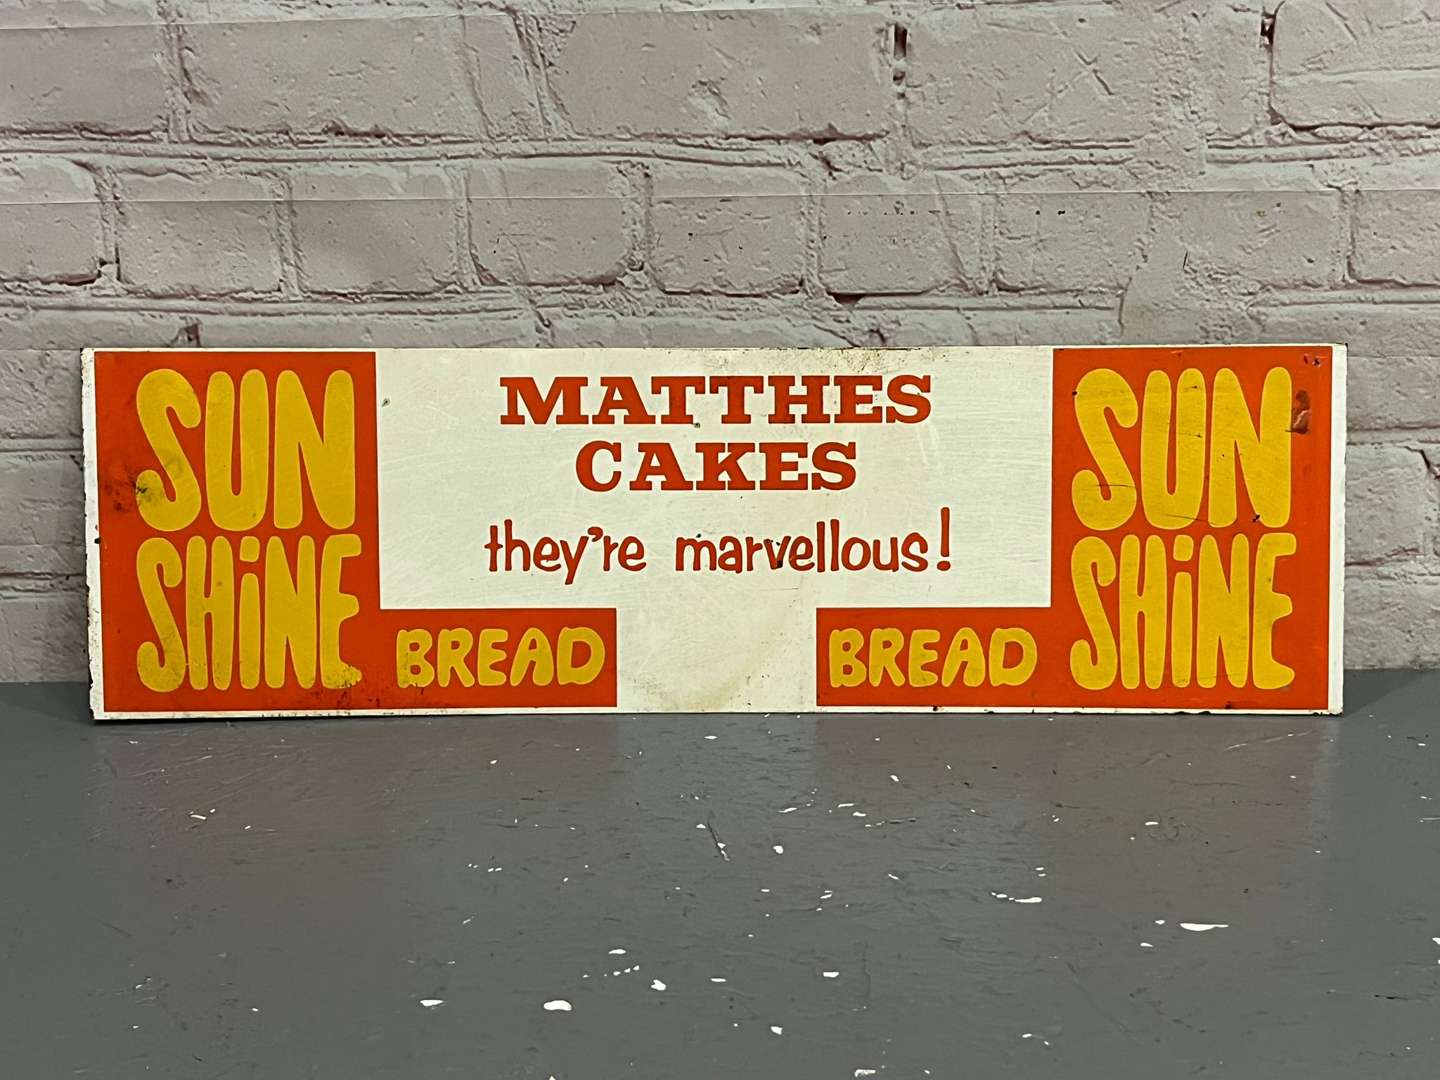 SUN
SHiNE
BREAD
MATTHES
CAKES
they're marvellous!
SUN
SHiNE
BREAD